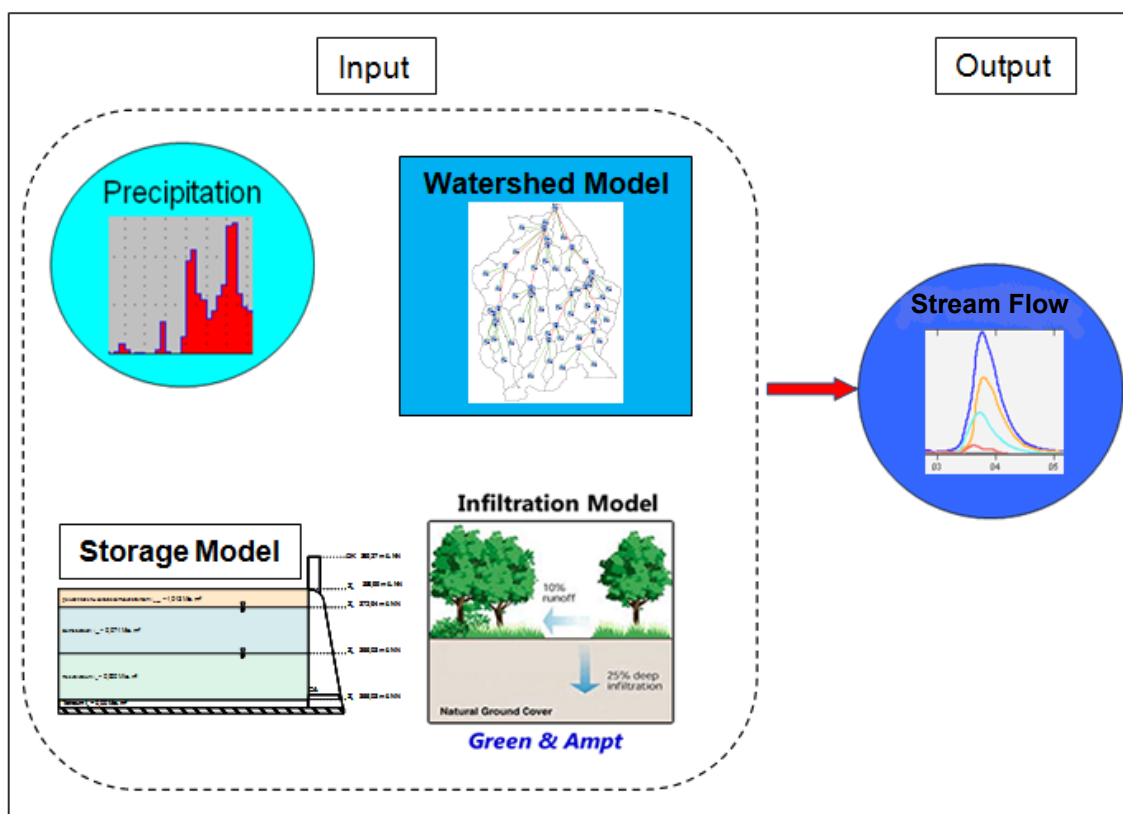 Input
Output
Precipitation
Watershed Model
Stream Flow
03 04 05
Storage Model
Infiltration Model
10%
runoff
25% deep
infiltration
Natural Ground Cover
Green & Ampt